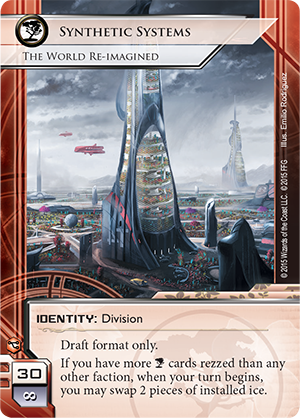 Synthetic Systems
The World Re-imagined
Illus. Emilio Rodriguez
© 2015 Wizards of the Coast LLC. © 2015 FFG
IDENTITY: Division
Draft format only.
If you have more cards rezzed than any
other faction, when your turn begins,
you may swap 2 pieces of installed ice.
30
∞